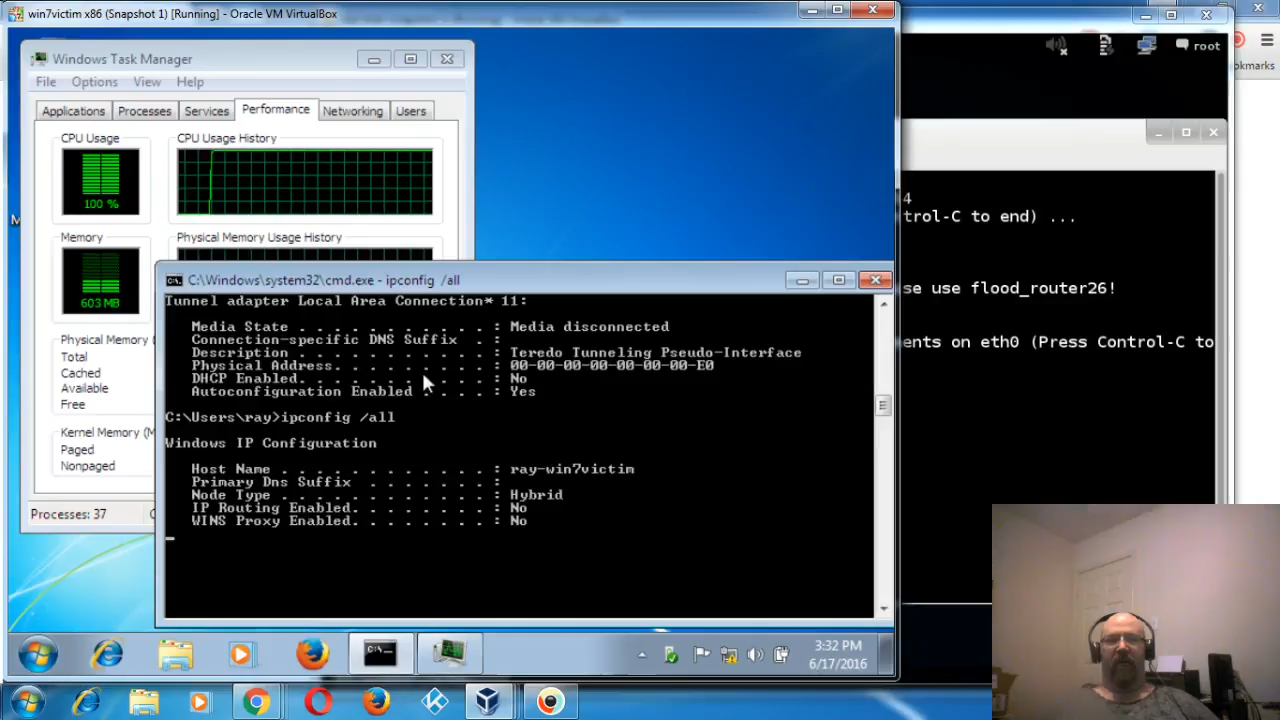 win7victim x86 (Snapshot 1) [Running] - Oracle VM VirtualBox
Windows Task Manager
File Options View Help
Applications Processes Services Performance Networking Users
CPU Usage CPU Usage History
100 %
Memory Physical Memory Usage History
603 MB
Physical Memory (
Total
Cached
Available
Free
Kernel Memory (M
Paged
Nonpaged
Processes: 37
C:\Windows\system32\cmd.exe - ipconfig /all
Tunnel adapter Local Area Connection* 11:
Media State . . . . . . . . . . . : Media disconnected
Connection-specific DNS Suffix . :
Description . . . . . . . . . . . : Teredo Tunneling Pseudo-Interface
Physical Address. . . . . . . . . : 00-00-00-00-00-00-00-E0
DHCP Enabled. . . . . . . . . . . : No
Autoconfiguration Enabled . . . . : Yes
C:\Users\ray>ipconfig /all
Windows IP Configuration
Host Name . . . . . . . . . . . . : ray-win7victim
Primary Dns Suffix . . . . . . . :
Node Type . . . . . . . . . . . . : Hybrid
IP Routing Enabled. . . . . . . . : No
WINS Proxy Enabled. . . . . . . . : No
3:32 PM
6/17/2016
root
okmarks
4
trol-C to end) ...
se use flood_router26!
ents on eth0 (Press Control-C to